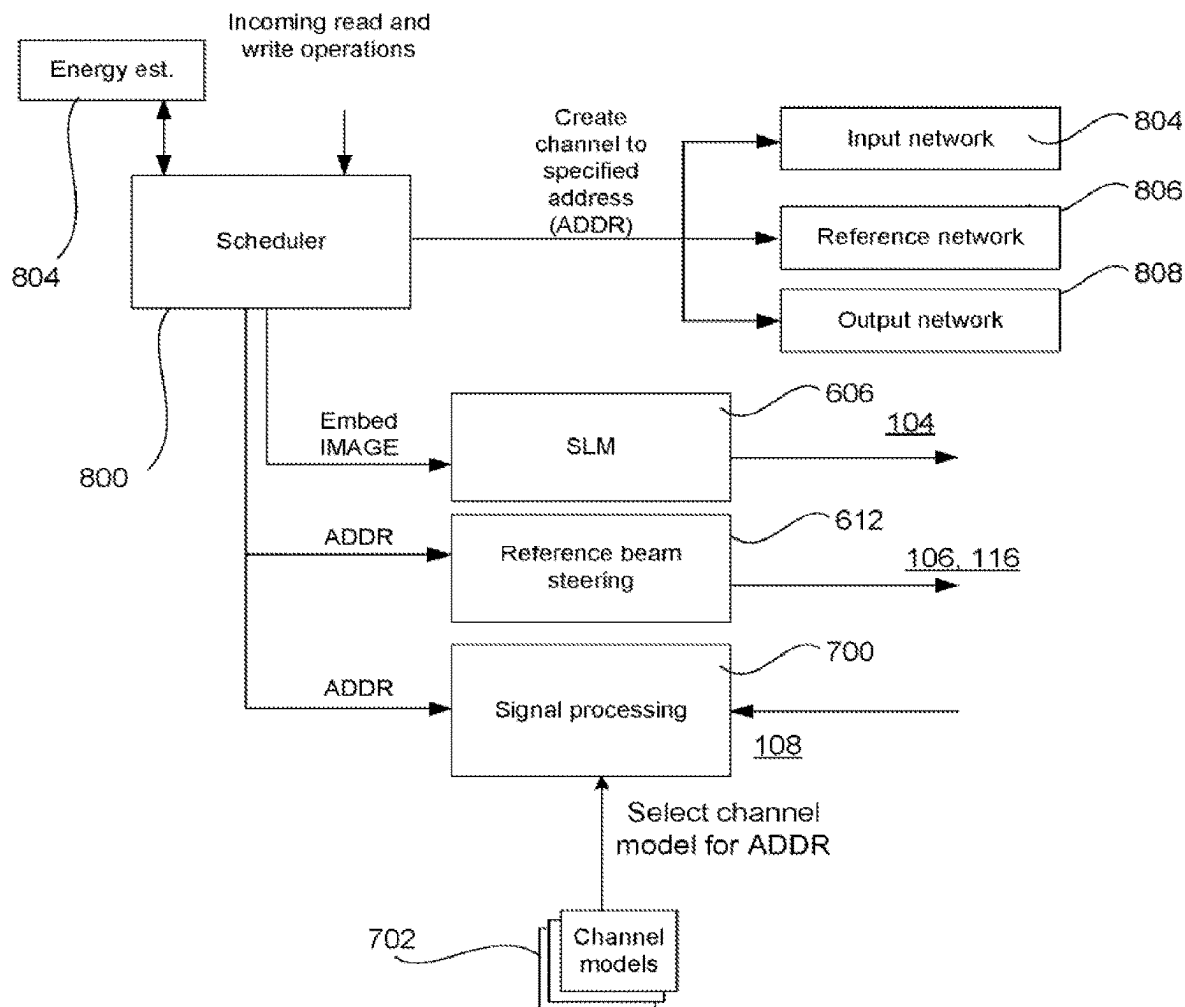 Incoming read and
write operations
Energy est.
804
Create
channel to
specified
address
(ADDR)
Input network
804
Scheduler
Reference network
806
Output network
808
800
Embed
IMAGE
SLM
606
104
ADDR
Reference beam
steering
612
106, 116
ADDR
Signal processing
700
108
Select channel
model for ADDR
702
Channel
models